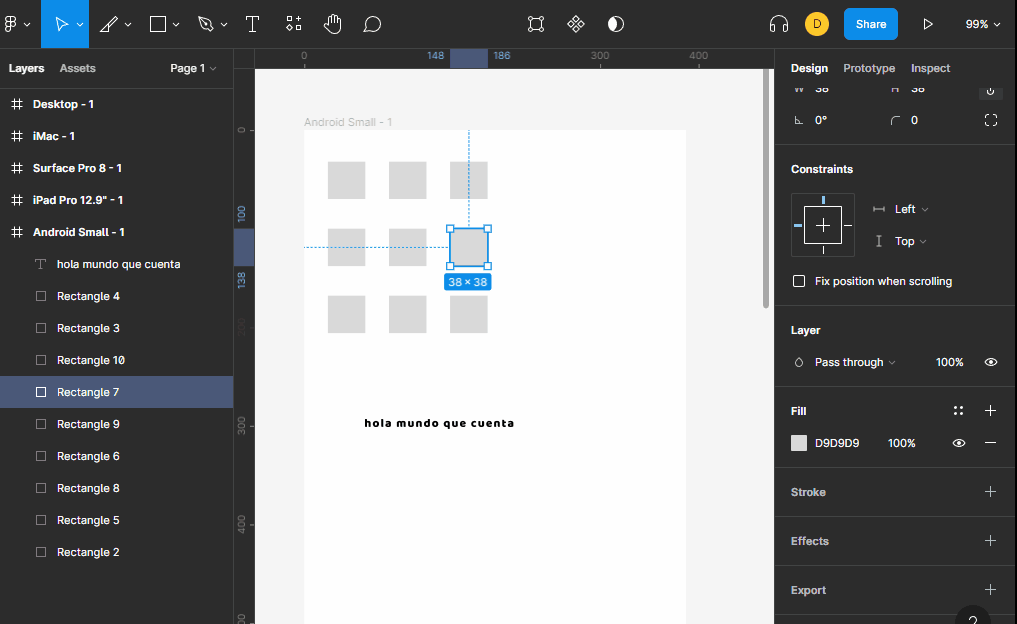 D
Share
99%
Layers
Assets
Page 1
0
148
186
300
400
Design
Prototype
Inspect
W 38
H 38
0°
0
Desktop - 1
iMac - 1
Surface Pro 8 - 1
iPad Pro 12.9" - 1
Android Small - 1
hola mundo que cuenta
Rectangle 4
Rectangle 3
Rectangle 10
Rectangle 7
Rectangle 9
Rectangle 6
Rectangle 8
Rectangle 5
Rectangle 2
0
100
138
200
300
400
Android Small - 1
38 × 38
hola mundo que cuenta
Constraints
Left
Top
Fix position when scrolling
Layer
Pass through
100%
Fill
D9D9D9
100%
Stroke
Effects
Export
?